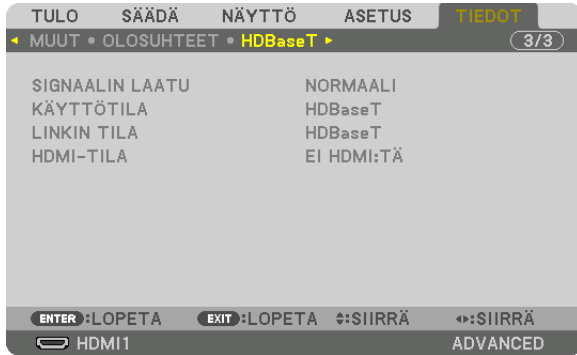 TULO SÄÄDÄ NÄYTTÖ ASETUS TIEDOT
◂ MUUT • OLOSUHTEET • HDBaseT ▸ 3/3
SIGNAALIN LAATU NORMAALI
KÄYTTÖTILA HDBaseT
LINKIN TILA HDBaseT
HDMI-TILA EI HDMI:TÄ
ENTER :LOPETA EXIT :LOPETA :SIIRRÄ :SIIRRÄ
HDMI1 ADVANCED